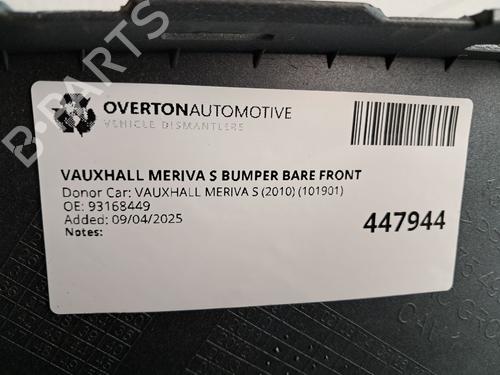 B-PARTS
OVERTONAUTOMOTIVE
VEHICLE DISMANTLERS
VAUXHALL MERIVA S BUMPER BARE FRONT
Donor Car: VAUXHALL MERIVA S (2010) (101901)
OE: 93168449
Added: 09/04/2025
Notes:
447944